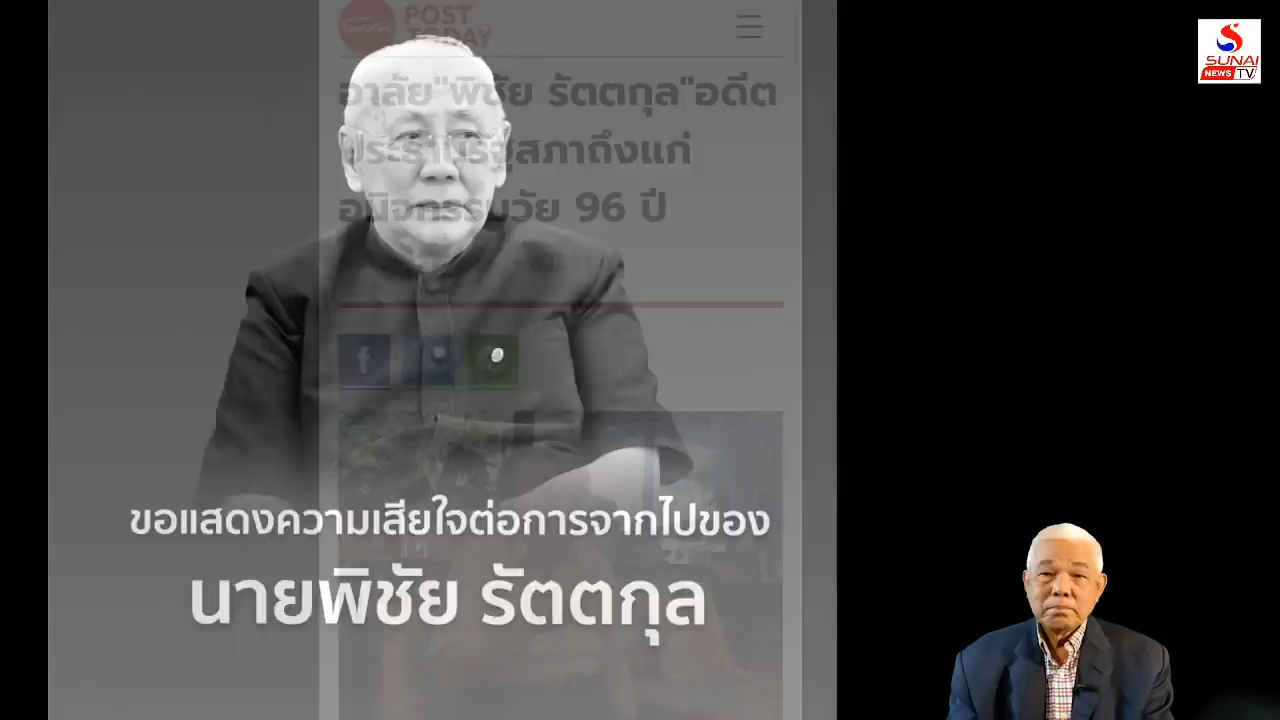 POST
TODAY
อาลัย"พิชัย รัตตกุล"อดีต
ประธานรัฐสภาถึงแก่
อนิจกรรมวัย 96 ปี
SUNAI
NEWS TV
ขอแสดงความเสียใจต่อการจากไปของ
นายพิชัย รัตตกุล